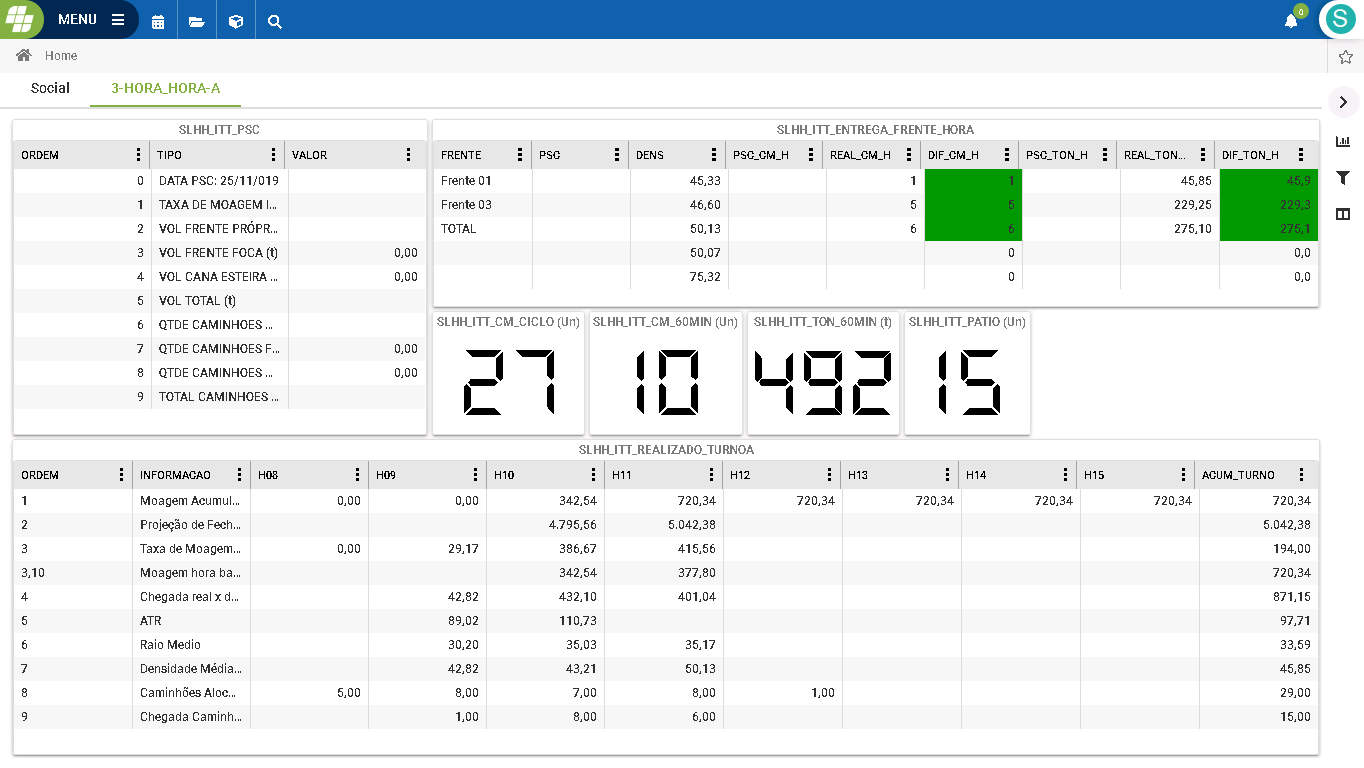 MENU
0
S
Home
Social 3-HORA_HORA-A
SLHH_ITT_PSC
ORDEM TIPO VALOR
0 DATA PSC: 25/11/019
1 TAXA DE MOAGEM I...
2 VOL FRENTE PRÓPR...
3 VOL FRENTE FOCA (t) 0,00
4 VOL CANA ESTEIRA ... 0,00
5 VOL TOTAL (t)
6 QTDE CAMINHOES ...
7 QTDE CAMINHOES F... 0,00
8 QTDE CAMINHOES ... 0,00
9 TOTAL CAMINHOES ...
SLHH_ITT_ENTREGA_FRENTE_HORA
FRENTE PSC DENS PSC_CM_H REAL_CM_H DIF_CM_H PSC_TON_H REAL_TON... DIF_TON_H
Frente 01 45,33 1 1 45,85 45,9
Frente 03 46,60 5 5 229,25 229,3
TOTAL 50,13 6 6 275,10 275,1
50,07 0 0,0
75,32 0 0,0
SLHH_ITT_CM_CICLO (Un) SLHH_ITT_CM_60MIN (Un) SLHH_ITT_TON_60MIN (t) SLHH_ITT_PATIO (Un)
27 10 492 15
SLHH_ITT_REALIZADO_TURNOA
ORDEM INFORMACAO H08 H09 H10 H11 H12 H13 H14 H15 ACUM_TURNO
1 Moagem Acumul... 0,00 0,00 342,54 720,34 720,34 720,34 720,34 720,34 720,34
2 Projeção de Fech... 4.795,56 5.042,38 5.042,38
3 Taxa de Moagem... 0,00 29,17 386,67 415,56 194,00
3,10 Moagem hora ba... 342,54 377,80 720,34
4 Chegada real x d... 42,82 432,10 401,04 871,15
5 ATR 89,02 110,73 97,71
6 Raio Medio 30,20 35,03 35,17 33,59
7 Densidade Média... 42,82 43,21 50,13 45,85
8 Caminhões Aloc... 5,00 8,00 7,00 8,00 1,00 29,00
9 Chegada Caminh... 1,00 8,00 6,00 15,00